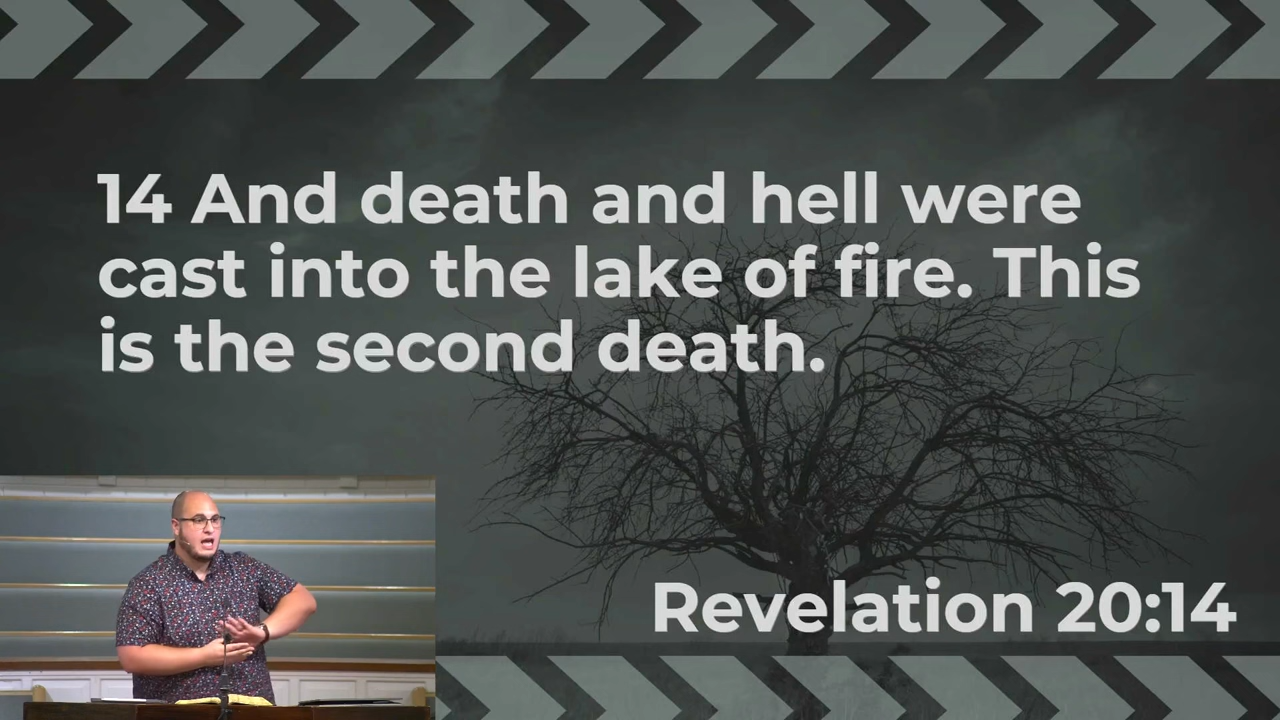 14 And death and hell were
cast into the lake of fire. This
is the second death.
Revelation 20:14